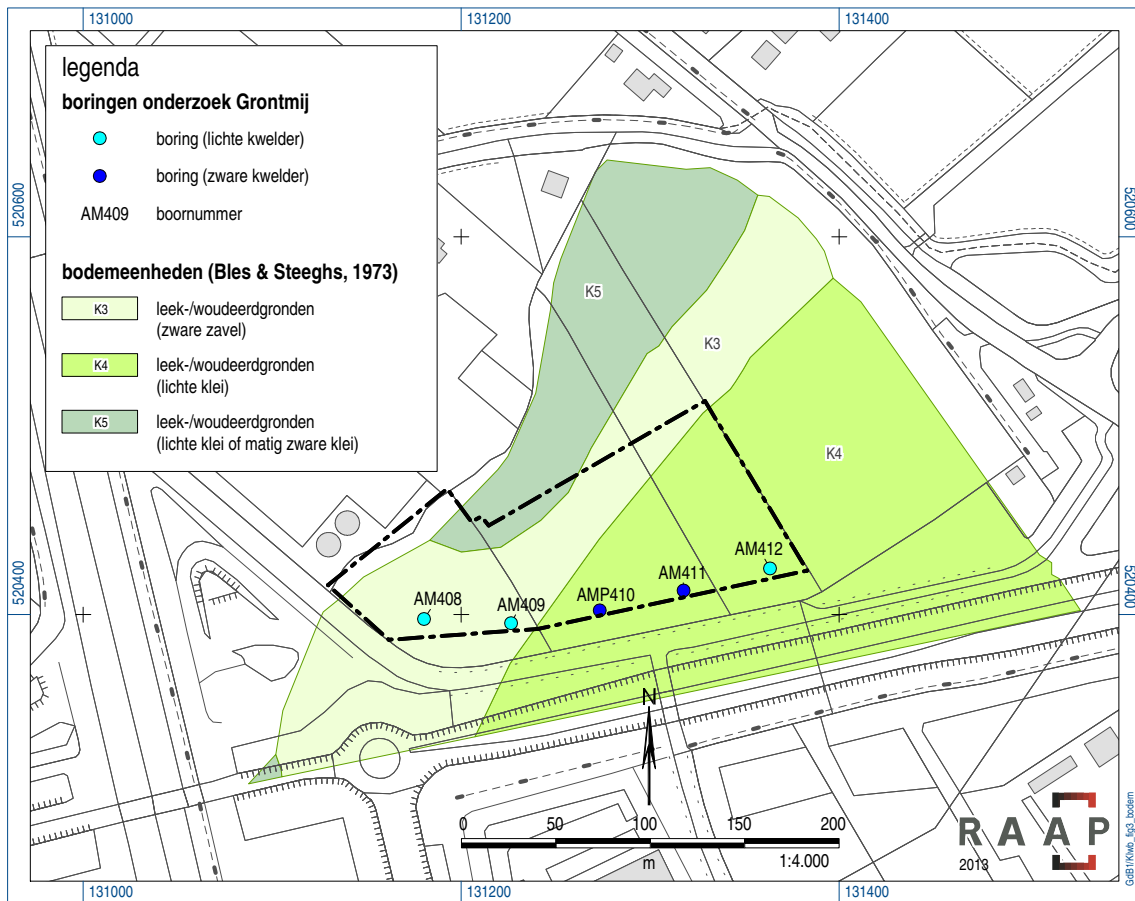 131000
131200
131400
legenda
boringen onderzoek Grontmij
boring (lichte kwelder)
boring (zware kwelder)
AM409 boornummer
bodemeenheden (Bles & Steeghs, 1973)
K3 leek-/woudeerdgronden
(zware zavel)
K4 leek-/woudeerdgronden
(lichte klei)
K5 leek-/woudeerdgronden
(lichte klei of matig zware klei)
520600
520600
K5
K3
K4
520400
520400
AM408
AM409
AMP410
AM411
AM412
N
0 50 100 150 200
m 1:4.000
RAAP
2013
GdB1/Klwb_fig3_bodem
131000
131200
131400